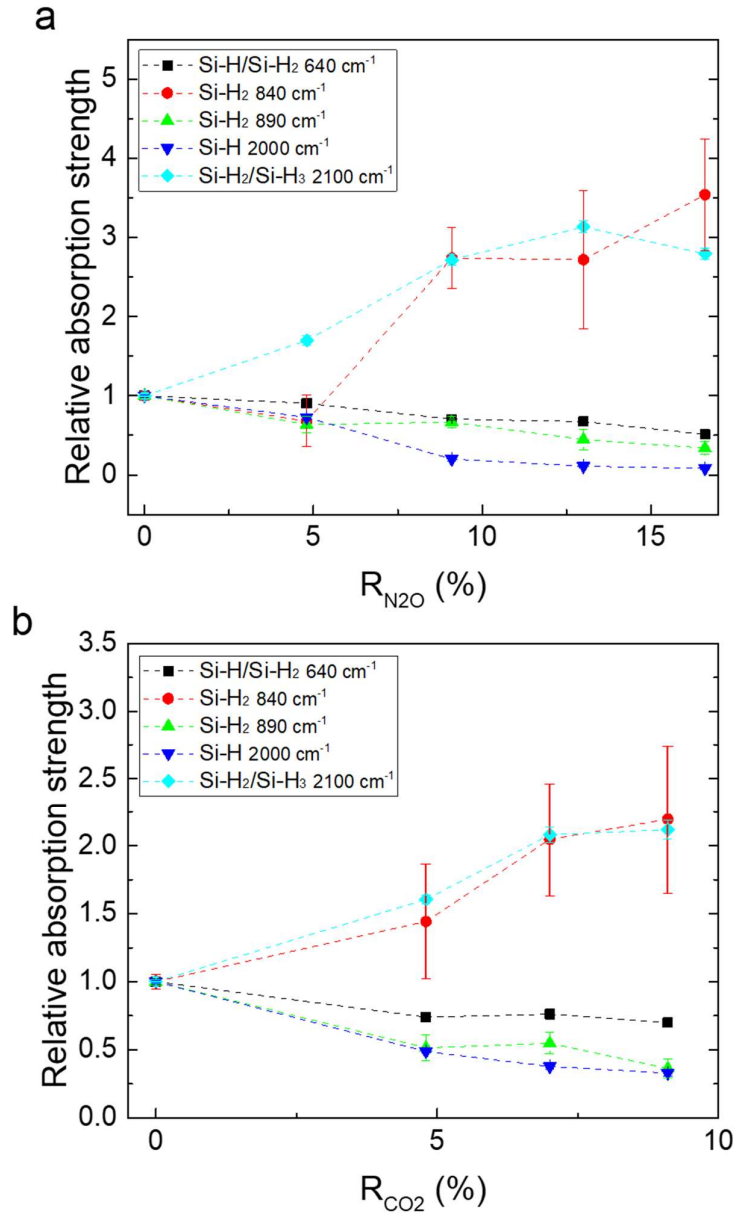 a
Relative absorption strength
5
4
3
2
1
0
Si-H/Si-H₂ 640 cm⁻¹
Si-H₂ 840 cm⁻¹
Si-H₂ 890 cm⁻¹
Si-H 2000 cm⁻¹
Si-H₂/Si-H₃ 2100 cm⁻¹
0 5 10 15
R_N2O (%)
b
Relative absorption strength
3.5
3.0
2.5
2.0
1.5
1.0
0.5
0.0
Si-H/Si-H₂ 640 cm⁻¹
Si-H₂ 840 cm⁻¹
Si-H₂ 890 cm⁻¹
Si-H 2000 cm⁻¹
Si-H₂/Si-H₃ 2100 cm⁻¹
0 5 10
R_CO2 (%)